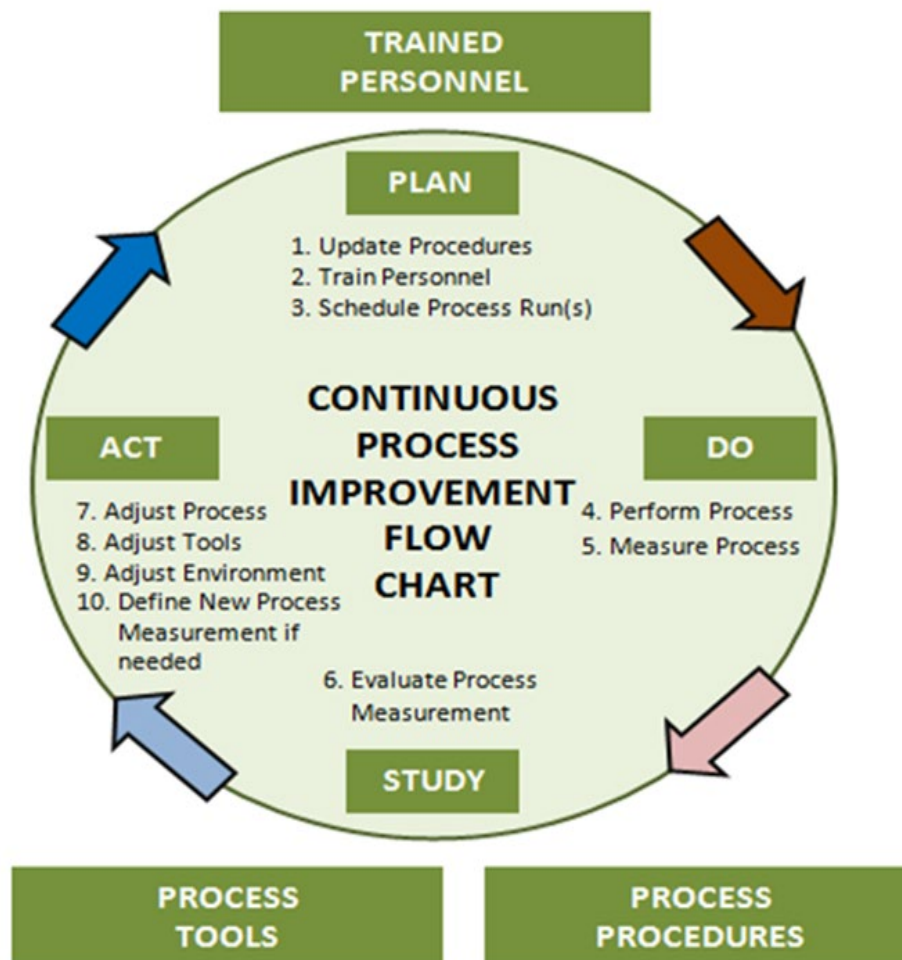 TRAINED
PERSONNEL
PLAN
1. Update Procedures
2. Train Personnel
3. Schedule Process Run(s)
CONTINUOUS
PROCESS
IMPROVEMENT
FLOW
CHART
DO
4. Perform Process
5. Measure Process
6. Evaluate Process
Measurement
STUDY
ACT
7. Adjust Process
8. Adjust Tools
9. Adjust Environment
10. Define New Process
Measurement if
needed
PROCESS
TOOLS
PROCESS
PROCEDURES